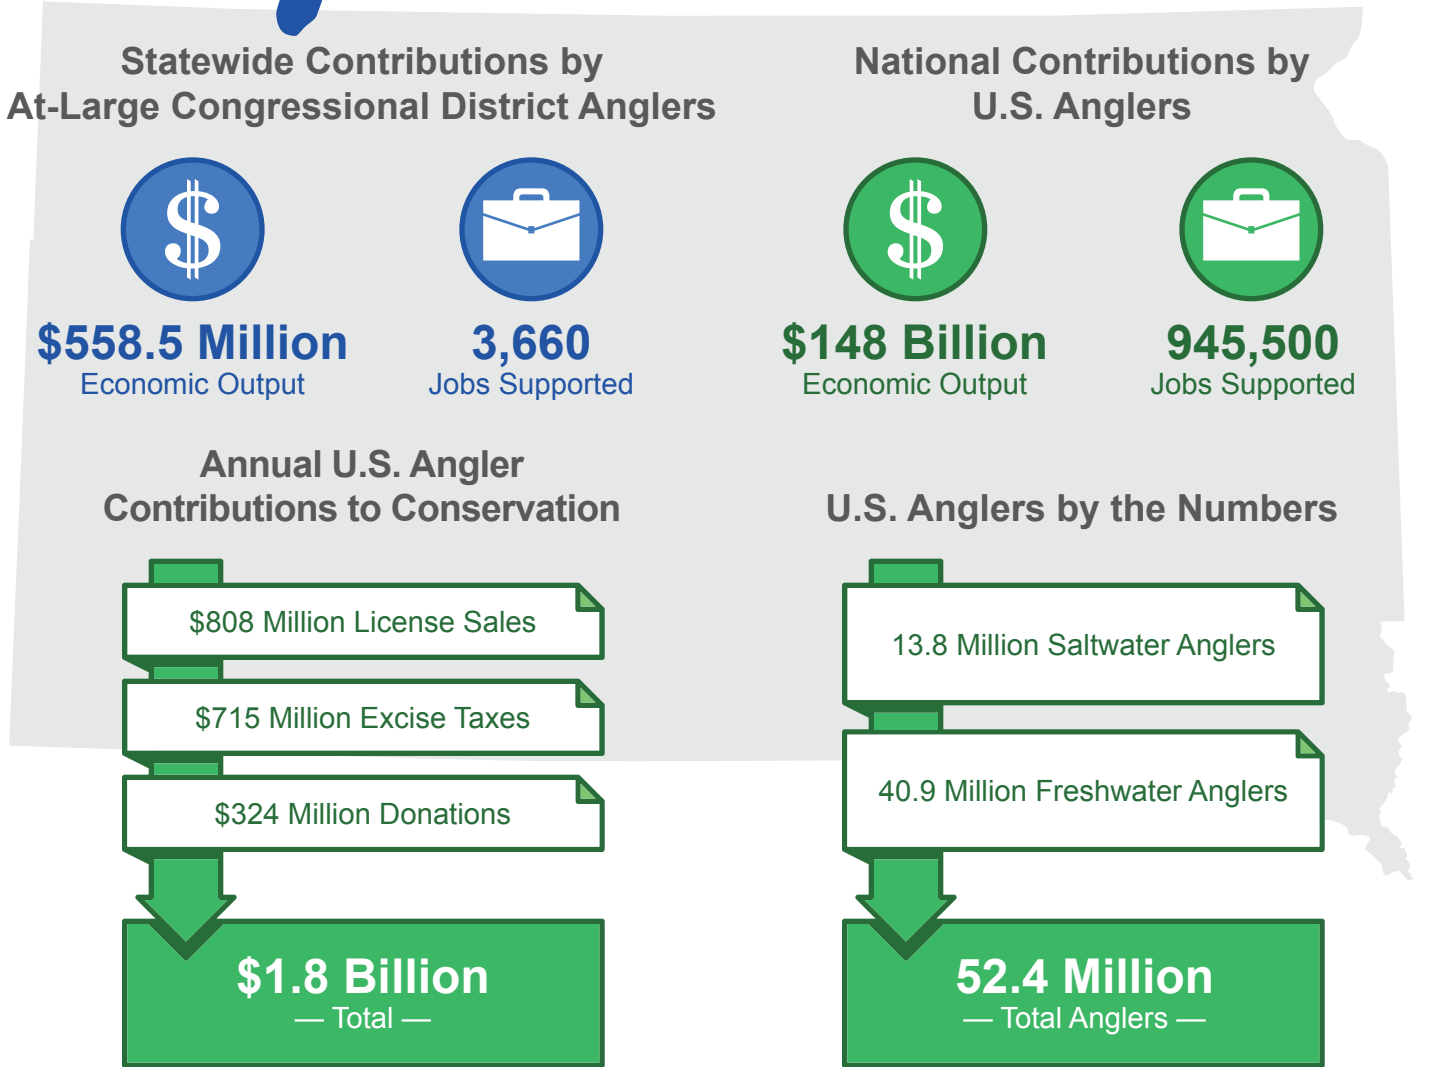 Statewide Contributions by
At-Large Congressional District Anglers
$558.5 Million
Economic Output
3,660
Jobs Supported
National Contributions by
U.S. Anglers
$148 Billion
Economic Output
945,500
Jobs Supported
Annual U.S. Angler
Contributions to Conservation
$808 Million License Sales
$715 Million Excise Taxes
$324 Million Donations
$1.8 Billion
— Total —
U.S. Anglers by the Numbers
13.8 Million Saltwater Anglers
40.9 Million Freshwater Anglers
52.4 Million
— Total Anglers —